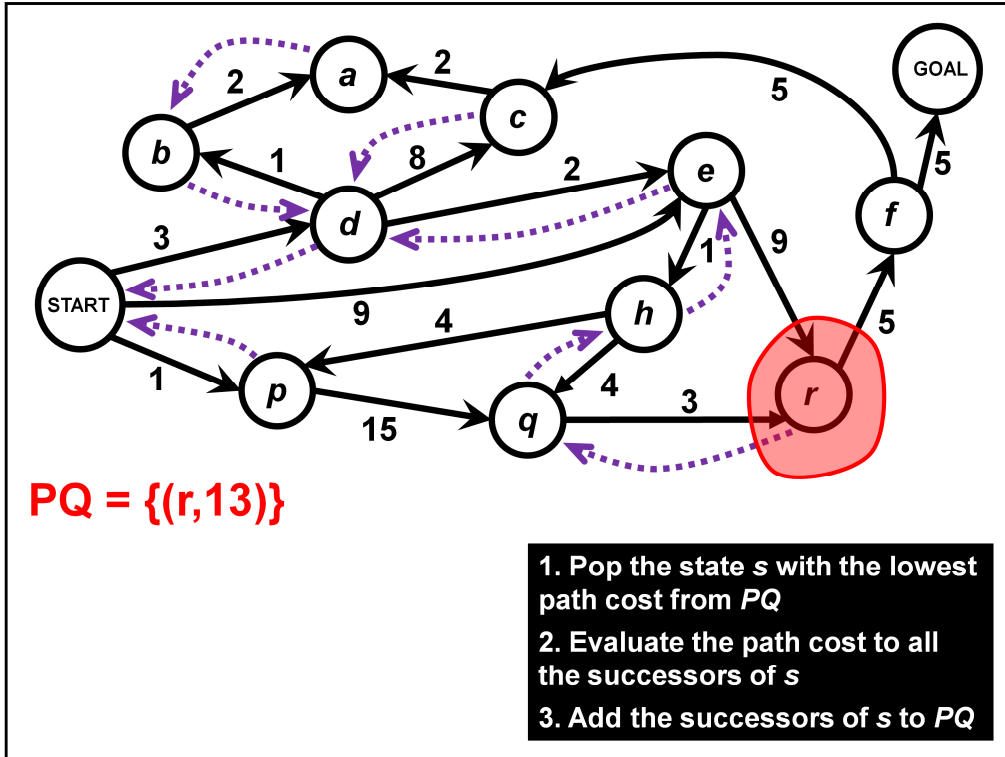 GOAL
a
2
2
5
c
b
5
e
1
8
2
f
d
3
9
1
START
9
h
4
5
1
p
4
r
3
q
15
PQ = {(r,13)}
1. Pop the state s with the lowest
path cost from PQ
2. Evaluate the path cost to all
the successors of s
3. Add the successors of s to PQ